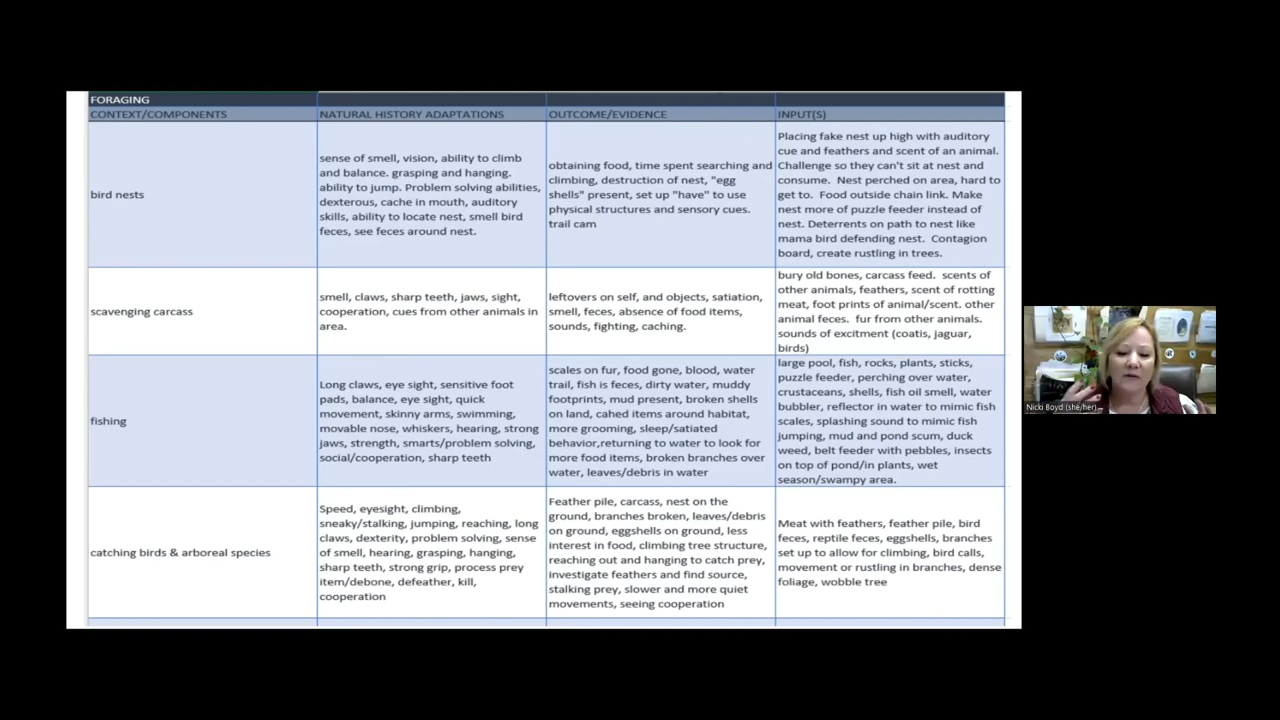 FORAGING
CONTEXT/COMPONENTS
NATURAL HISTORY ADAPTATIONS
OUTCOME/EVIDENCE
INPUT(S)
bird nests
sense of smell, vision, ability to climb
and balance. grasping and hanging.
ability to jump. Problem solving abilities,
dexterous, cache in mouth, auditory
skills, ability to locate nest, smell bird
feces, see feces around nest.
obtaining food, time spent searching and
climbing, destruction of nest, "egg
shells" present, set up "have" to use
physical structures and sensory cues.
trail cam
Placing fake nest up high with auditory
cue and feathers and scent of an animal.
Challenge so they can't sit at nest and
consume.  Nest perched on area, hard to
get to.  Food outside chain link. Make
nest more of puzzle feeder instead of
nest. Deterrents on path to nest like
mama bird defending nest.  Contagion
board, create rustling in trees.
scavenging carcass
smell, claws, sharp teeth, jaws, sight,
cooperation, cues from other animals in
area.
leftovers on self, and objects, satiation,
smell, feces, absence of food items,
sounds, fighting, caching.
bury old bones, carcass feed.  scents of
other animals, feathers, scent of rotting
meat, foot prints of animal/scent. other
animal feces.  fur from other animals.
sounds of excitment (coatis, jaguar,
birds)
fishing
Long claws, eye sight, sensitive foot
pads, balance, eye sight, quick
movement, skinny arms, swimming,
movable nose, whiskers, hearing, strong
jaws, strength, smarts/problem solving,
social/cooperation, sharp teeth
scales on fur, food gone, blood, water
trail, fish is feces, dirty water, muddy
footprints, mud present, broken shells
on land, cahed items around habitat,
more grooming, sleep/satiated
behavior,returning to water to look for
more food items, broken branches over
water, leaves/debris in water
large pool, fish, rocks, plants, sticks,
puzzle feeder, perching over water,
crustaceans, shells, fish oil smell, water
bubbler, reflector in water to mimic fish
scales, splashing sound to mimic fish
jumping, mud and pond scum, duck
weed, belt feeder with pebbles, insects
on top of pond/in plants, wet
season/swampy area.
catching birds & arboreal species
Speed, eyesight, climbing,
sneaky/stalking, jumping, reaching, long
claws, dexterity, problem solving, sense
of smell, hearing, grasping, hanging,
sharp teeth, strong grip, process prey
item/debone, defeather, kill,
cooperation
Feather pile, carcass, nest on the
ground, branches broken, leaves/debris
on ground, eggshells on ground, less
interest in food, climbing tree structure,
reaching out and hanging to catch prey,
investigate feathers and find source,
stalking prey, slower and more quiet
movements, seeing cooperation
Meat with feathers, feather pile, bird
feces, reptile feces, eggshells, branches
set up to allow for climbing, bird calls,
movement or rustling in branches, dense
foliage, wobble tree
Nicki Boyd (she/her)